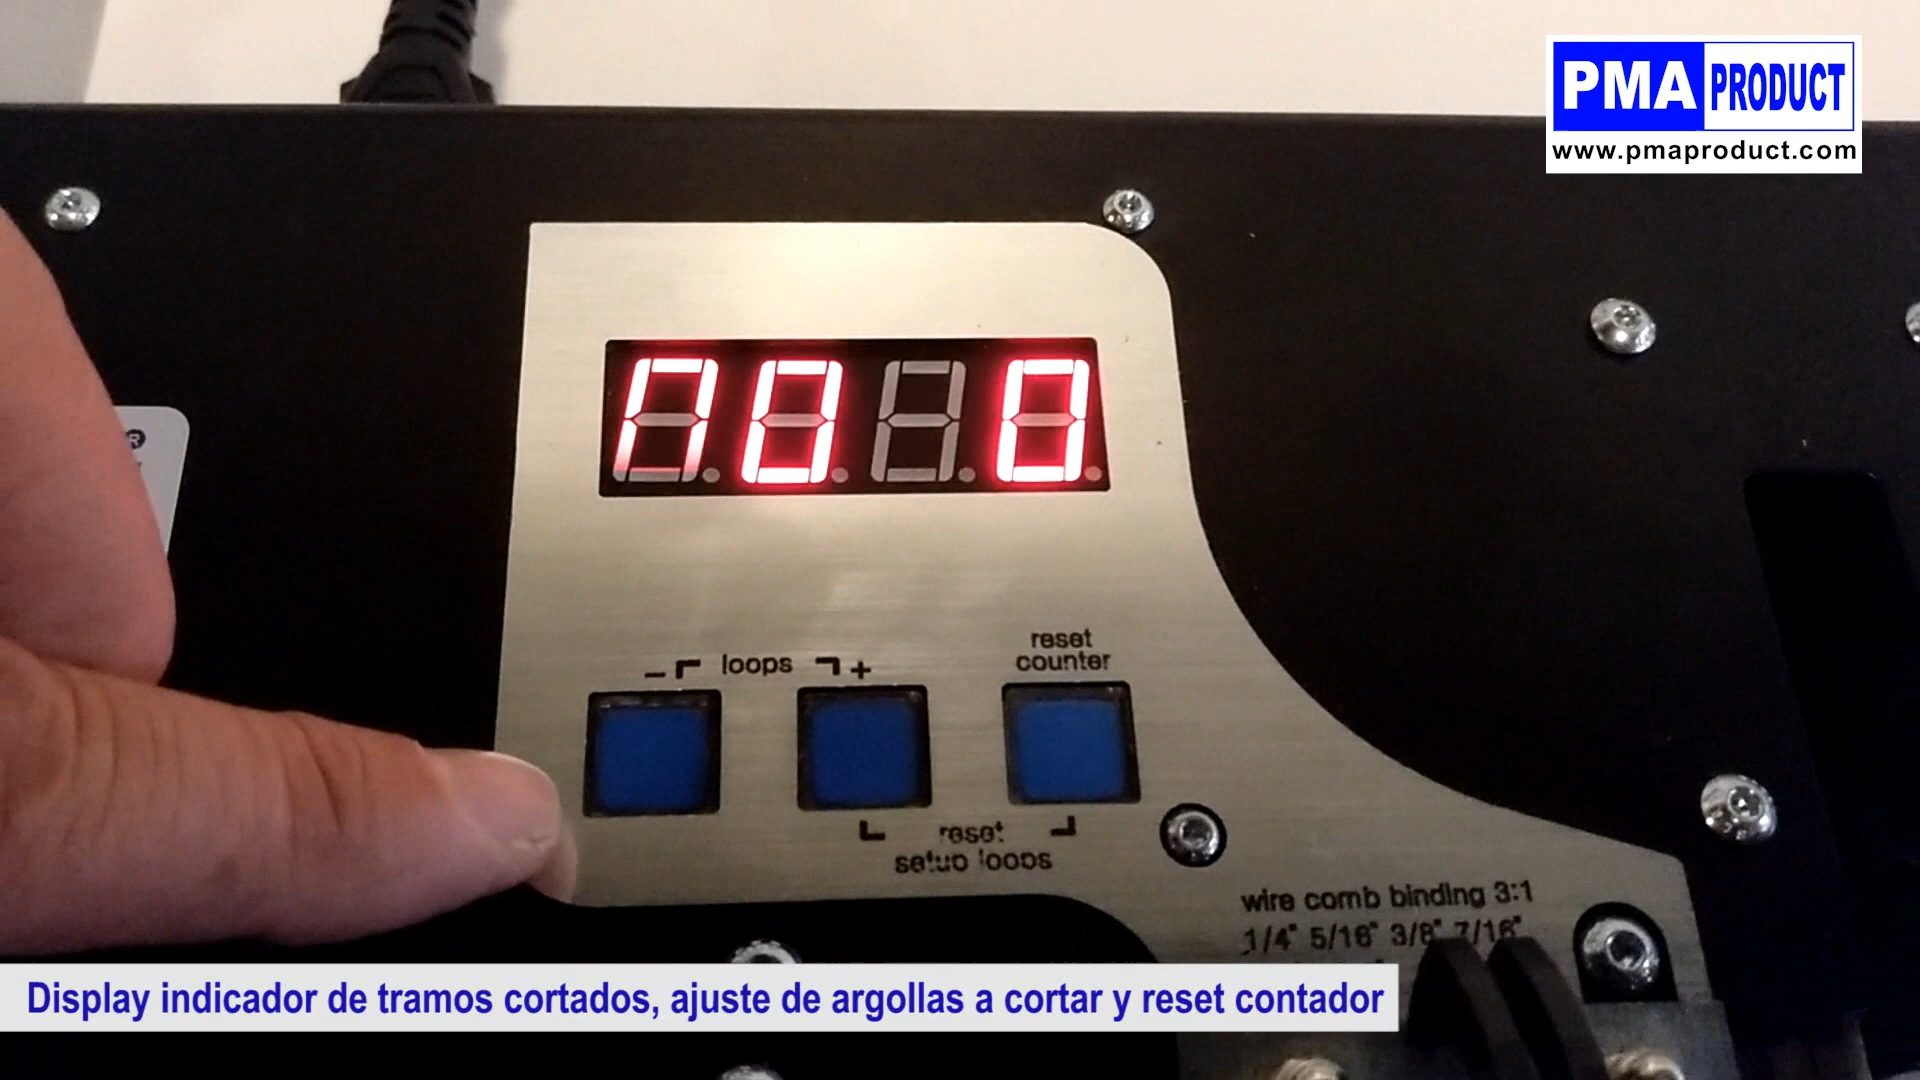 PMA PRODUCT
www.pmaproduct.com
- loops +
reset
counter
reset
setup loops
wire comb binding 3:1
1/4" 5/16" 3/8" 7/16"
Display indicador de tramos cortados, ajuste de argollas a cortar y reset contador